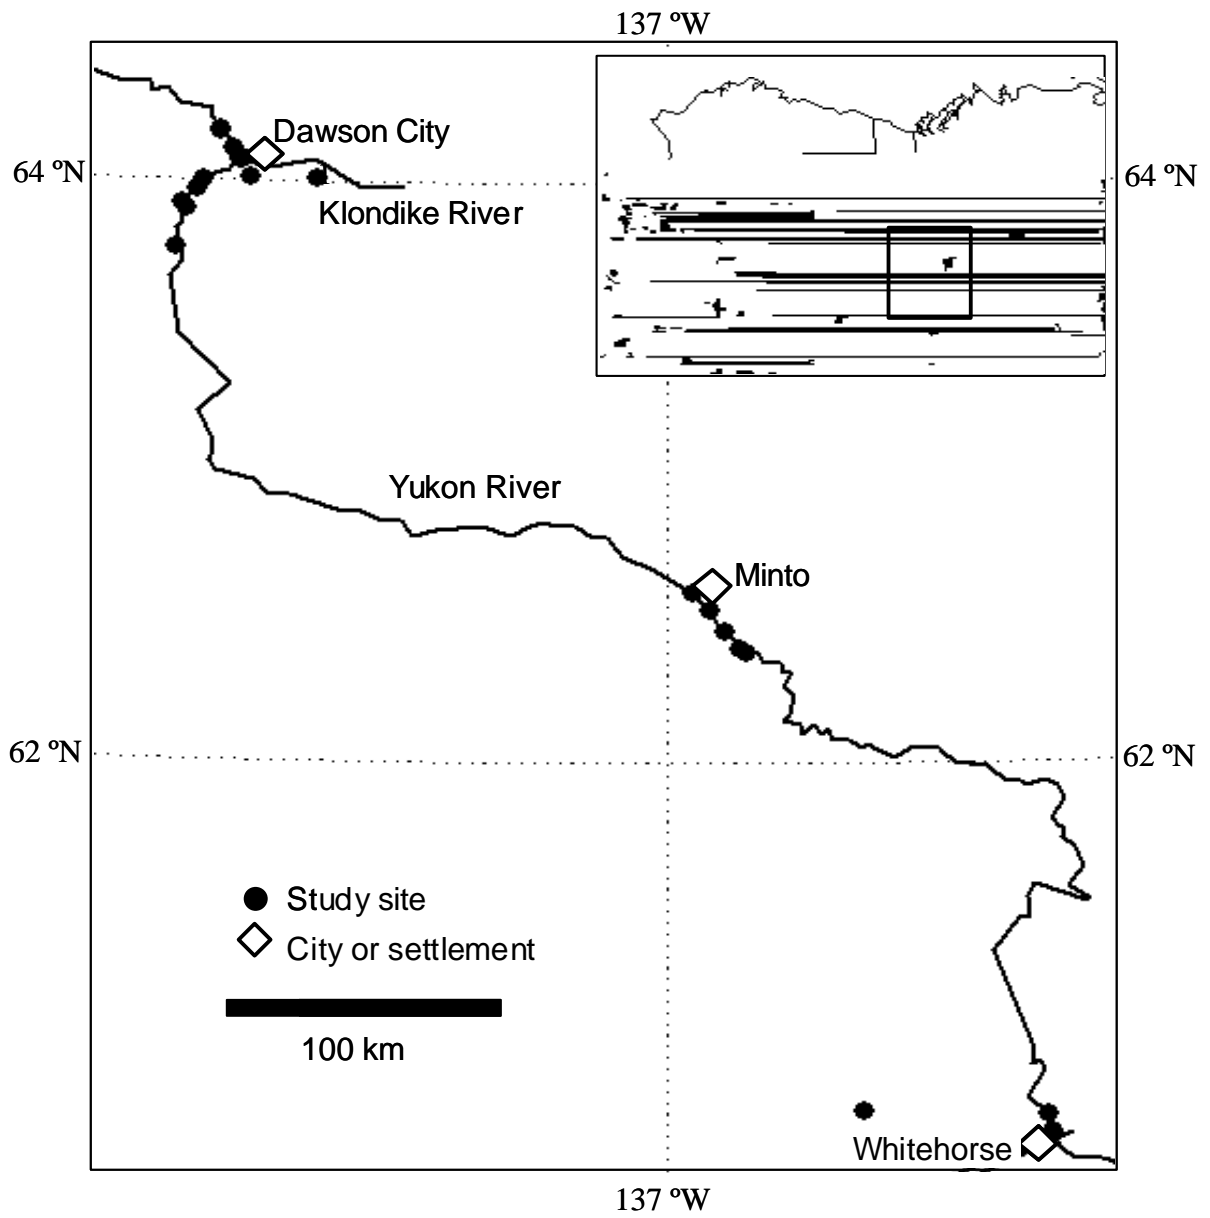 137 ºW
Dawson City
64 ºN
64 ºN
Klondike River
Yukon River
Minto
62 ºN
62 ºN
Study site
City or settlement
100 km
Whitehorse
137 ºW